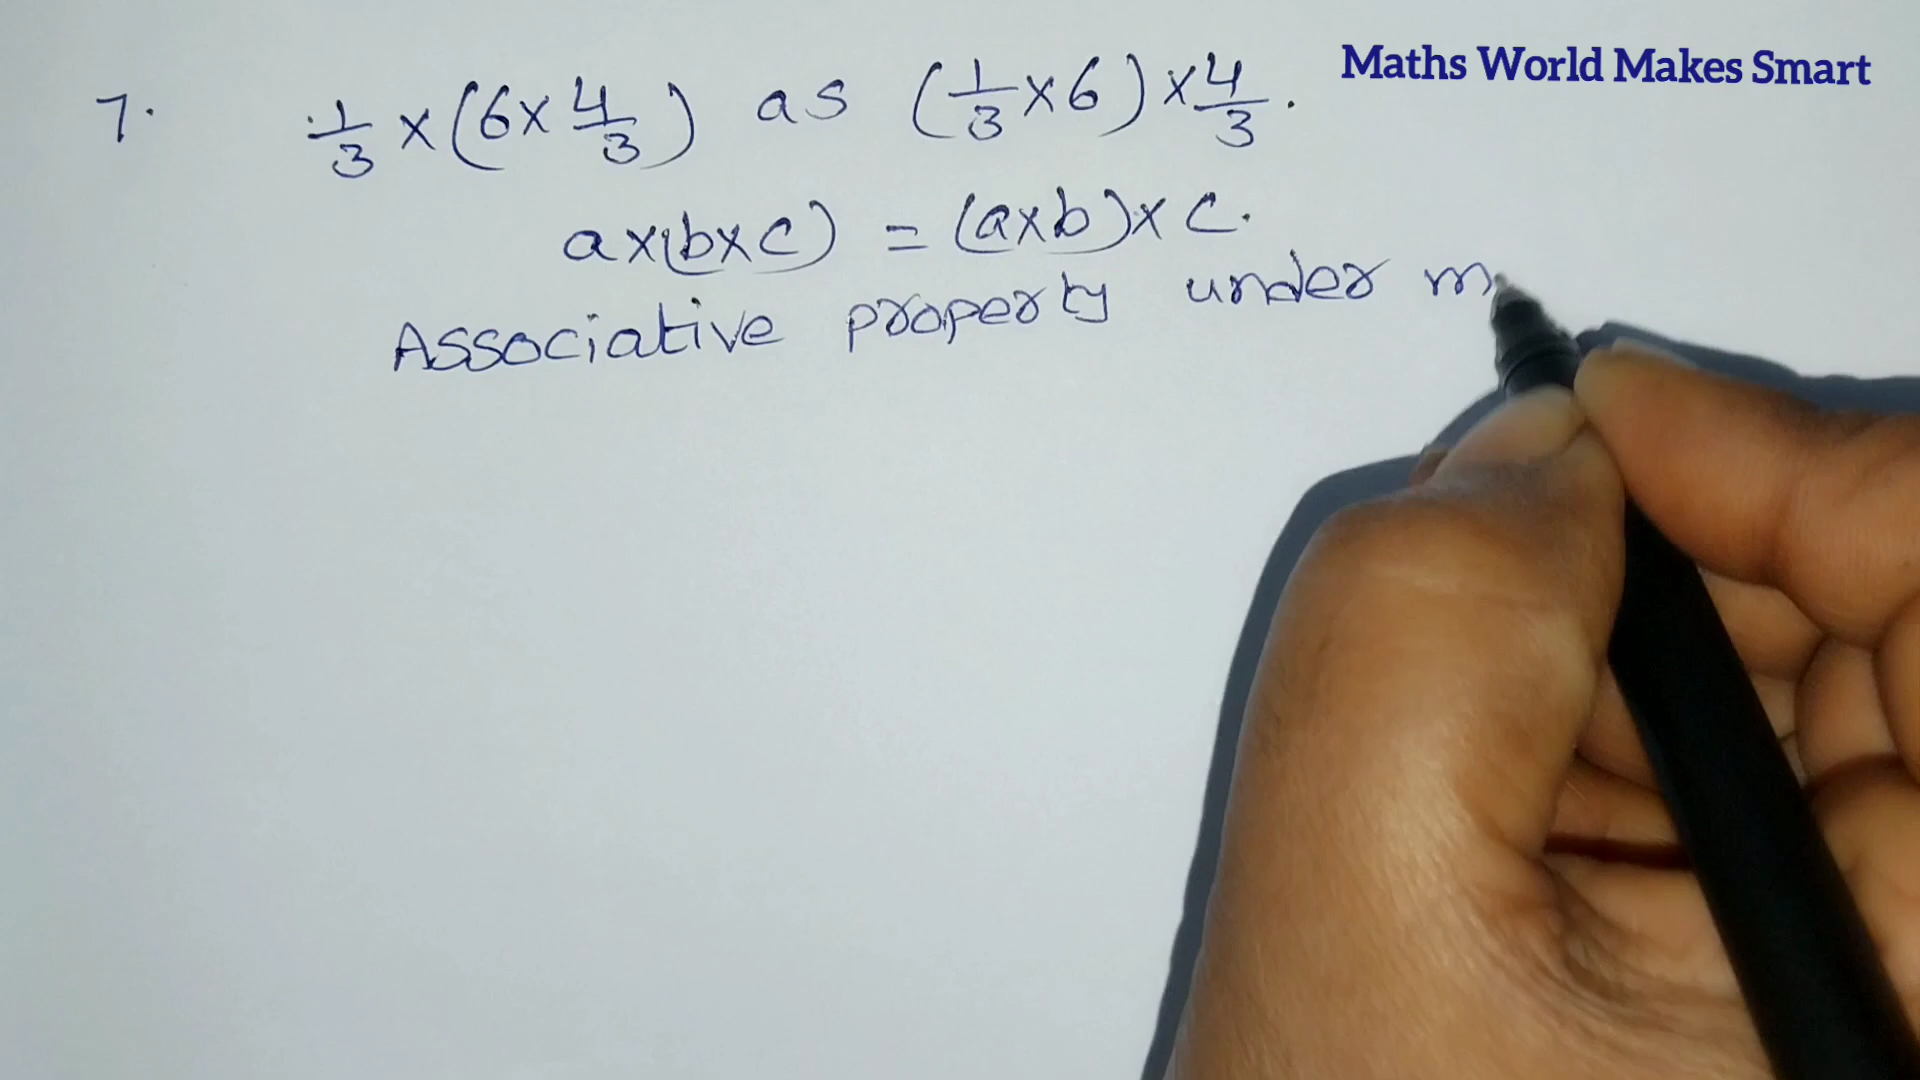 Maths World Makes Smart
7. 1/3 × (6 × 4/3) as (1/3 × 6) × 4/3.
a×(b×c) = (a×b)× c.
Associative property under m